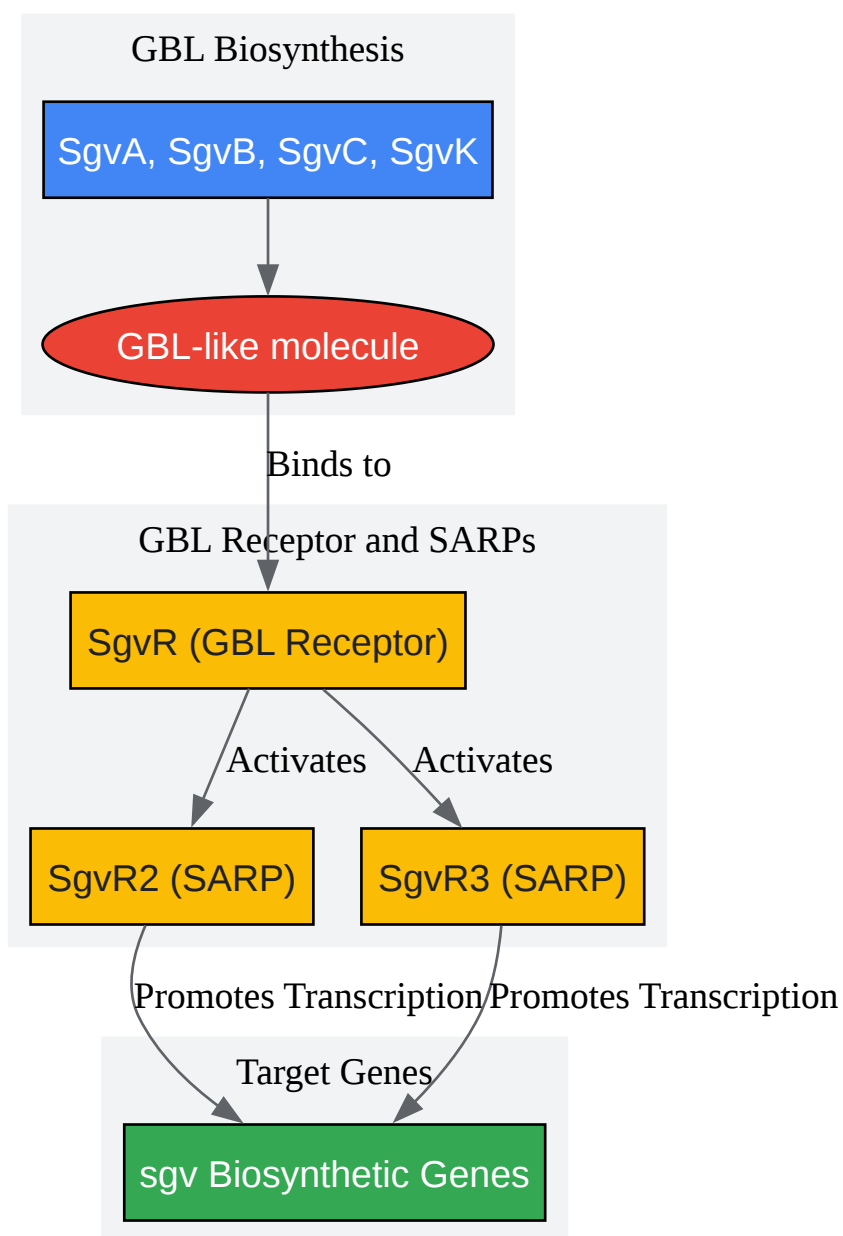 GBL Biosynthesis
SgvA, SgvB, SgvC, SgvK
GBL-like molecule
Binds to
GBL Receptor and SARPs
SgvR (GBL Receptor)
Activates
Activates
SgvR2 (SARP)
SgvR3 (SARP)
Promotes Transcription
Promotes Transcription
Target Genes
sgv Biosynthetic Genes